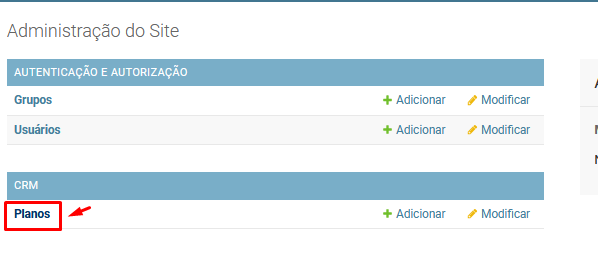 Administração do Site
AUTENTICAÇÃO E AUTORIZAÇÃO
Grupos Adicionar Modificar
Usuários Adicionar Modificar
CRM
Planos Adicionar Modificar